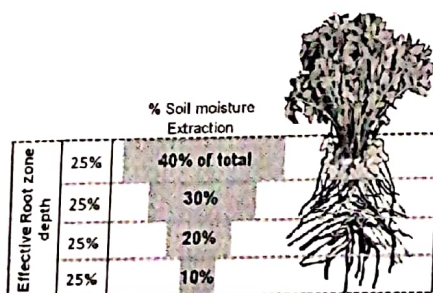 % Soil moisture
Extraction
Effective Root zone
depth
25%
40% of total
25%
30%
25%
20%
25%
10%